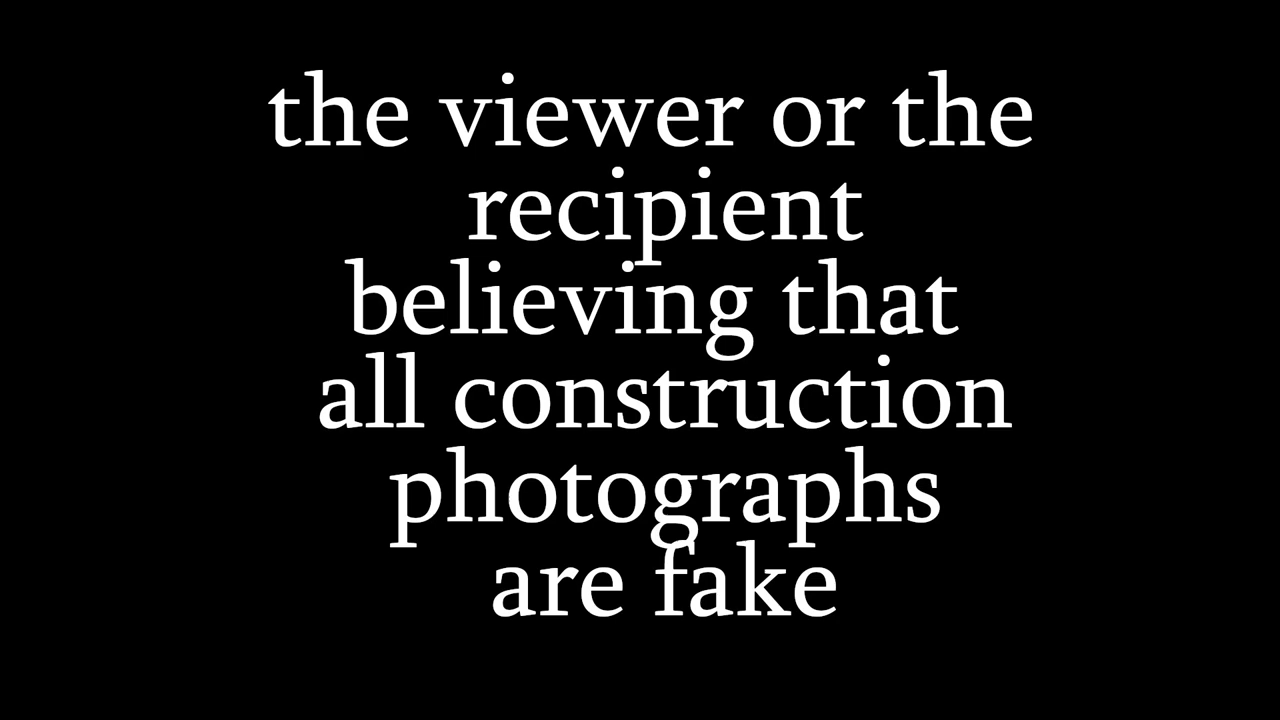 the viewer or the
recipient
believing that
all construction
photographs
are fake